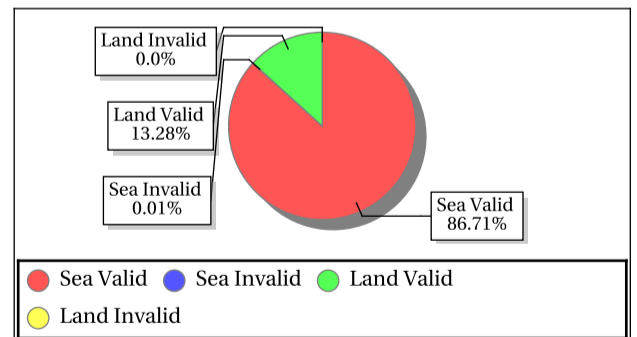 Land Invalid
0.0%
Land Valid
13.28%
Sea Invalid
0.01%
Sea Valid
86.71%
Sea Valid Sea Invalid Land Valid
Land Invalid